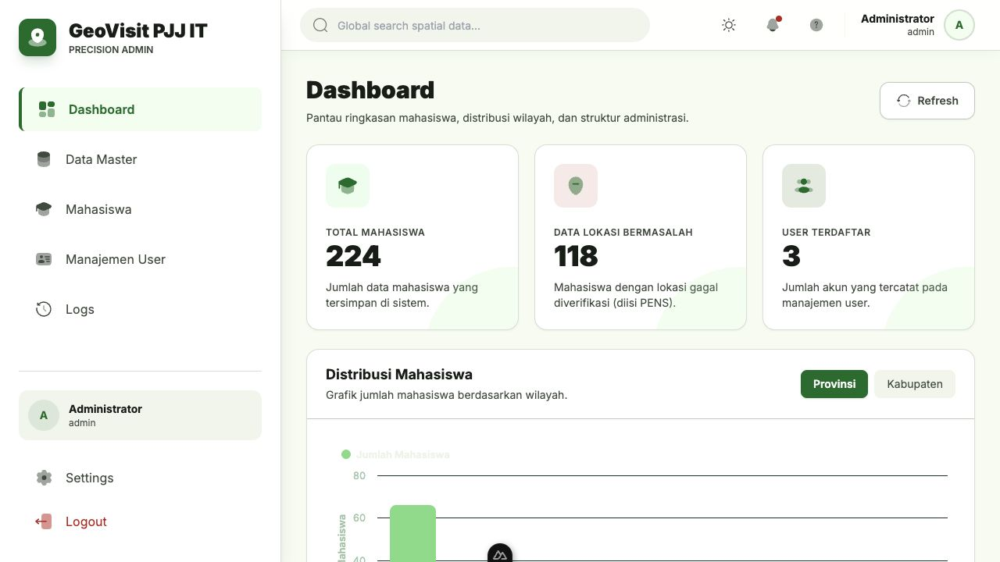 GeoVisit PJJ IT
PRECISION ADMIN
Dashboard
Data Master
Mahasiswa
Manajemen User
Logs
A
Administrator
admin
Settings
Logout
Global search spatial data...
?
Administrator
admin
A
Dashboard
Pantau ringkasan mahasiswa, distribusi wilayah, dan struktur administrasi.
Refresh
TOTAL MAHASISWA
224
Jumlah data mahasiswa yang
tersimpan di sistem.
DATA LOKASI BERMASALAH
118
Mahasiswa dengan lokasi gagal
diverifikasi (diisi PENS).
USER TERDAFTAR
3
Jumlah akun yang tercatat pada
manajemen user.
Distribusi Mahasiswa
Grafik jumlah mahasiswa berdasarkan wilayah.
Provinsi
Kabupaten
Jumlah Mahasiswa
80
60
40